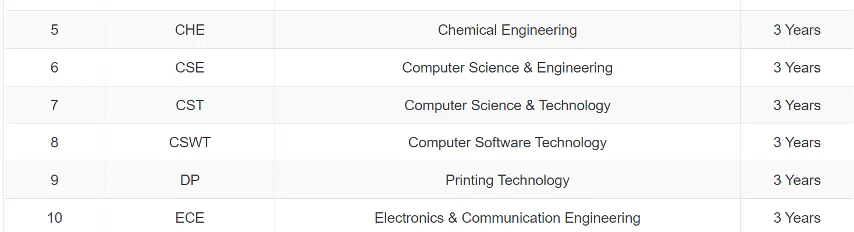 5 CHE Chemical Engineering 3 Years
6 CSE Computer Science & Engineering 3 Years
7 CST Computer Science & Technology 3 Years
8 CSWT Computer Software Technology 3 Years
9 DP Printing Technology 3 Years
10 ECE Electronics & Communication Engineering 3 Years